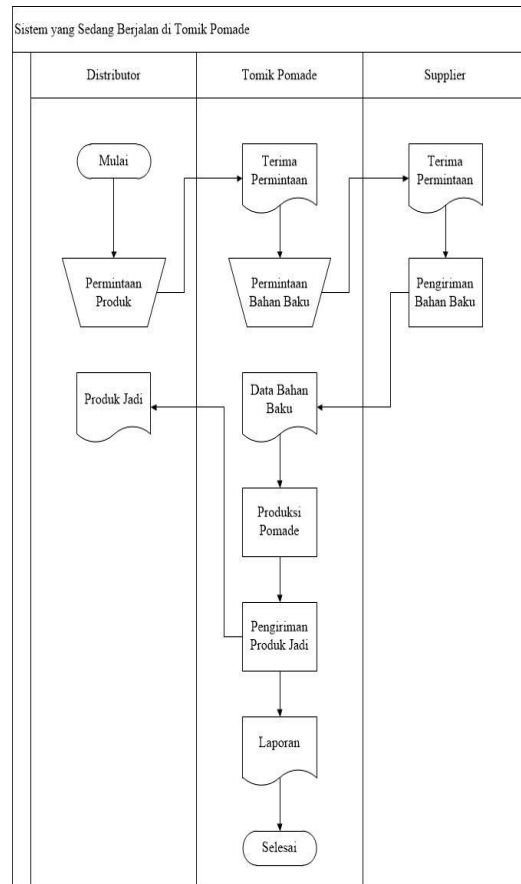 Sistem yang Sedang Berjalan di Tomik Pomade
Distributor
Tomik Pomade
Supplier
Mulai
Terima
Permintaan
Terima
Permintaan
Permintaan
Produk
Permintaan
Bahan Baku
Pengiriman
Bahan Baku
Produk Jadi
Data Bahan
Baku
Produksi
Pomade
Pengiriman
Produk Jadi
Laporan
Selesai